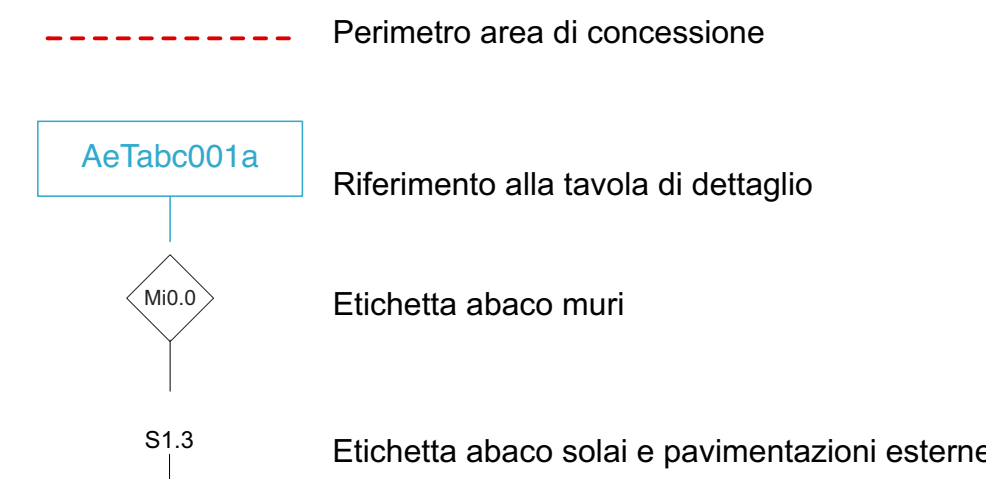 Perimetro area di concessione
AeTabc001a
Riferimento alla tavola di dettaglio
Mi0.0
Etichetta abaco muri
S1.3
Etichetta abaco solai e pavimentazioni esterne